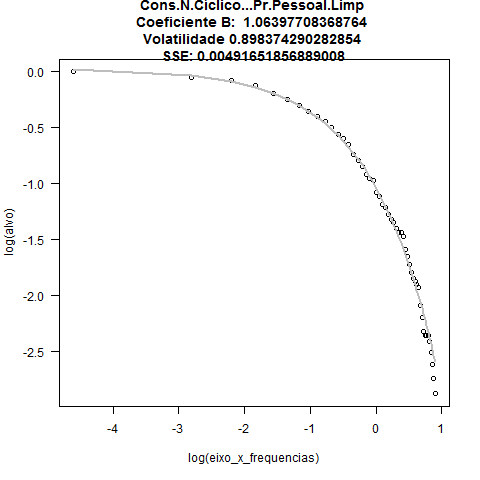 Cons.N.Ciclico...Pr.Pessoal.Limp
Coeficiente B:  1.06397708368764
Volatilidade 0.898374290282854
SSE: 0.00491651856889008
0.0
-0.5
-1.0
-1.5
-2.0
-2.5
log(alvo)
-4 -3 -2 -1 0 1
log(eixo_x_frequencias)